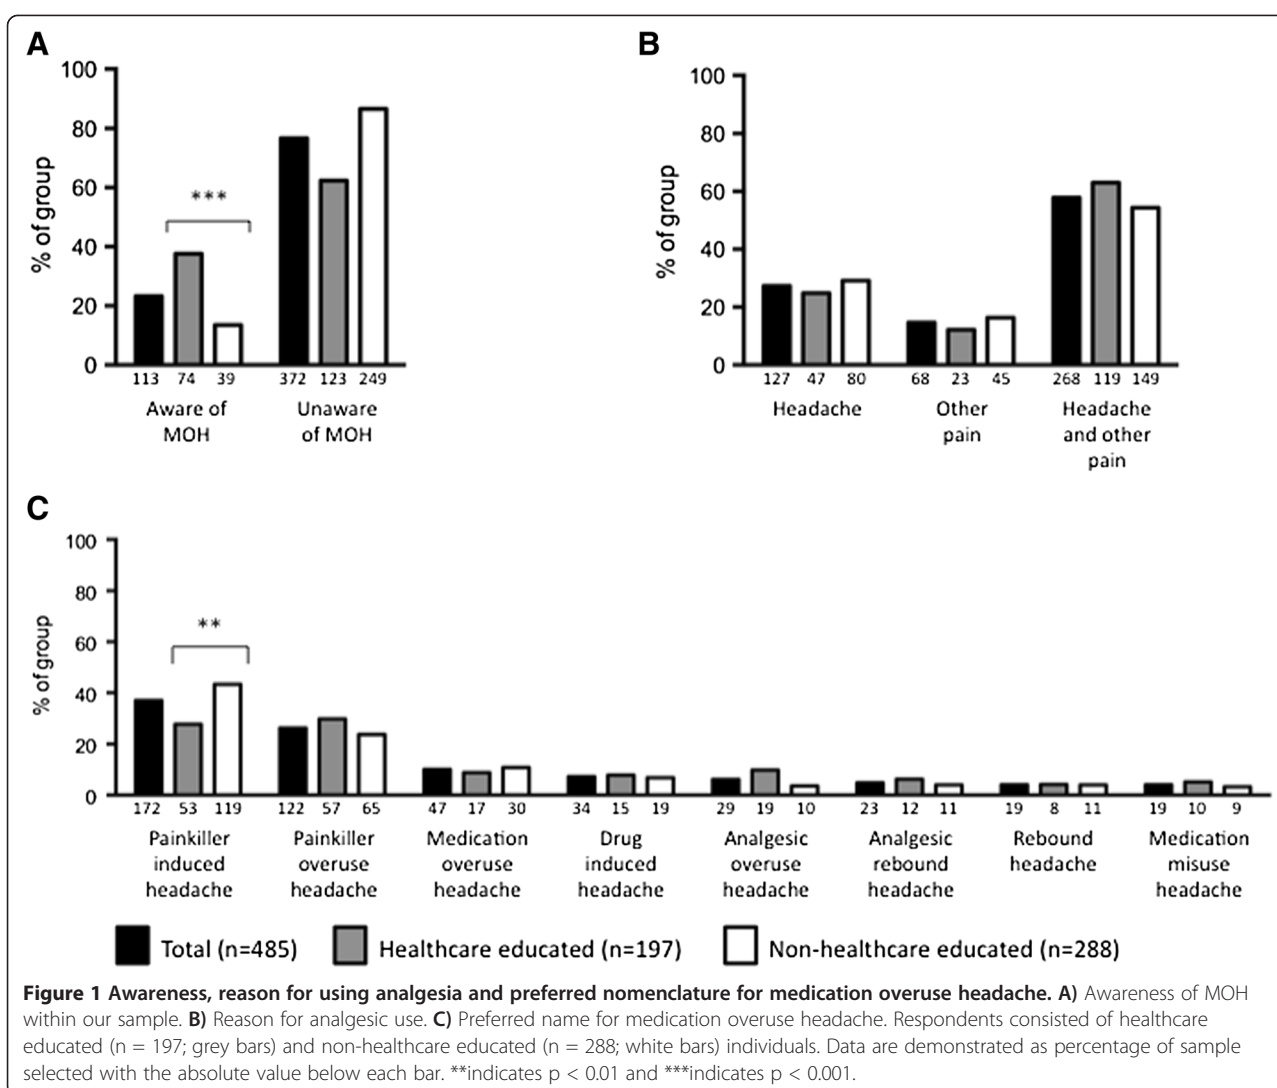 A
100
80
60
40
20
0
% of group
***
113 74 39 372 123 249
Aware of MOH
Unaware of MOH
B
100
80
60
40
20
0
% of group
127 47 80 68 23 45 268 119 149
Headache
Other pain
Headache and other pain
C
100
80
60
40
20
0
% of group
**
172 53 119 122 57 65 47 17 30 34 15 19 29 19 10 23 12 11 19 8 11 19 10 9
Painkiller induced headache
Painkiller overuse headache
Medication overuse headache
Drug induced headache
Analgesic overuse headache
Analgesic rebound headache
Rebound headache
Medication misuse headache
Total (n=485) Healthcare educated (n=197) Non-healthcare educated (n=288)
Figure 1 Awareness, reason for using analgesia and preferred nomenclature for medication overuse headache. A) Awareness of MOH
within our sample. B) Reason for analgesic use. C) Preferred name for medication overuse headache. Respondents consisted of healthcare
educated (n = 197; grey bars) and non-healthcare educated (n = 288; white bars) individuals. Data are demonstrated as percentage of sample
selected with the absolute value below each bar. **indicates p < 0.01 and ***indicates p < 0.001.